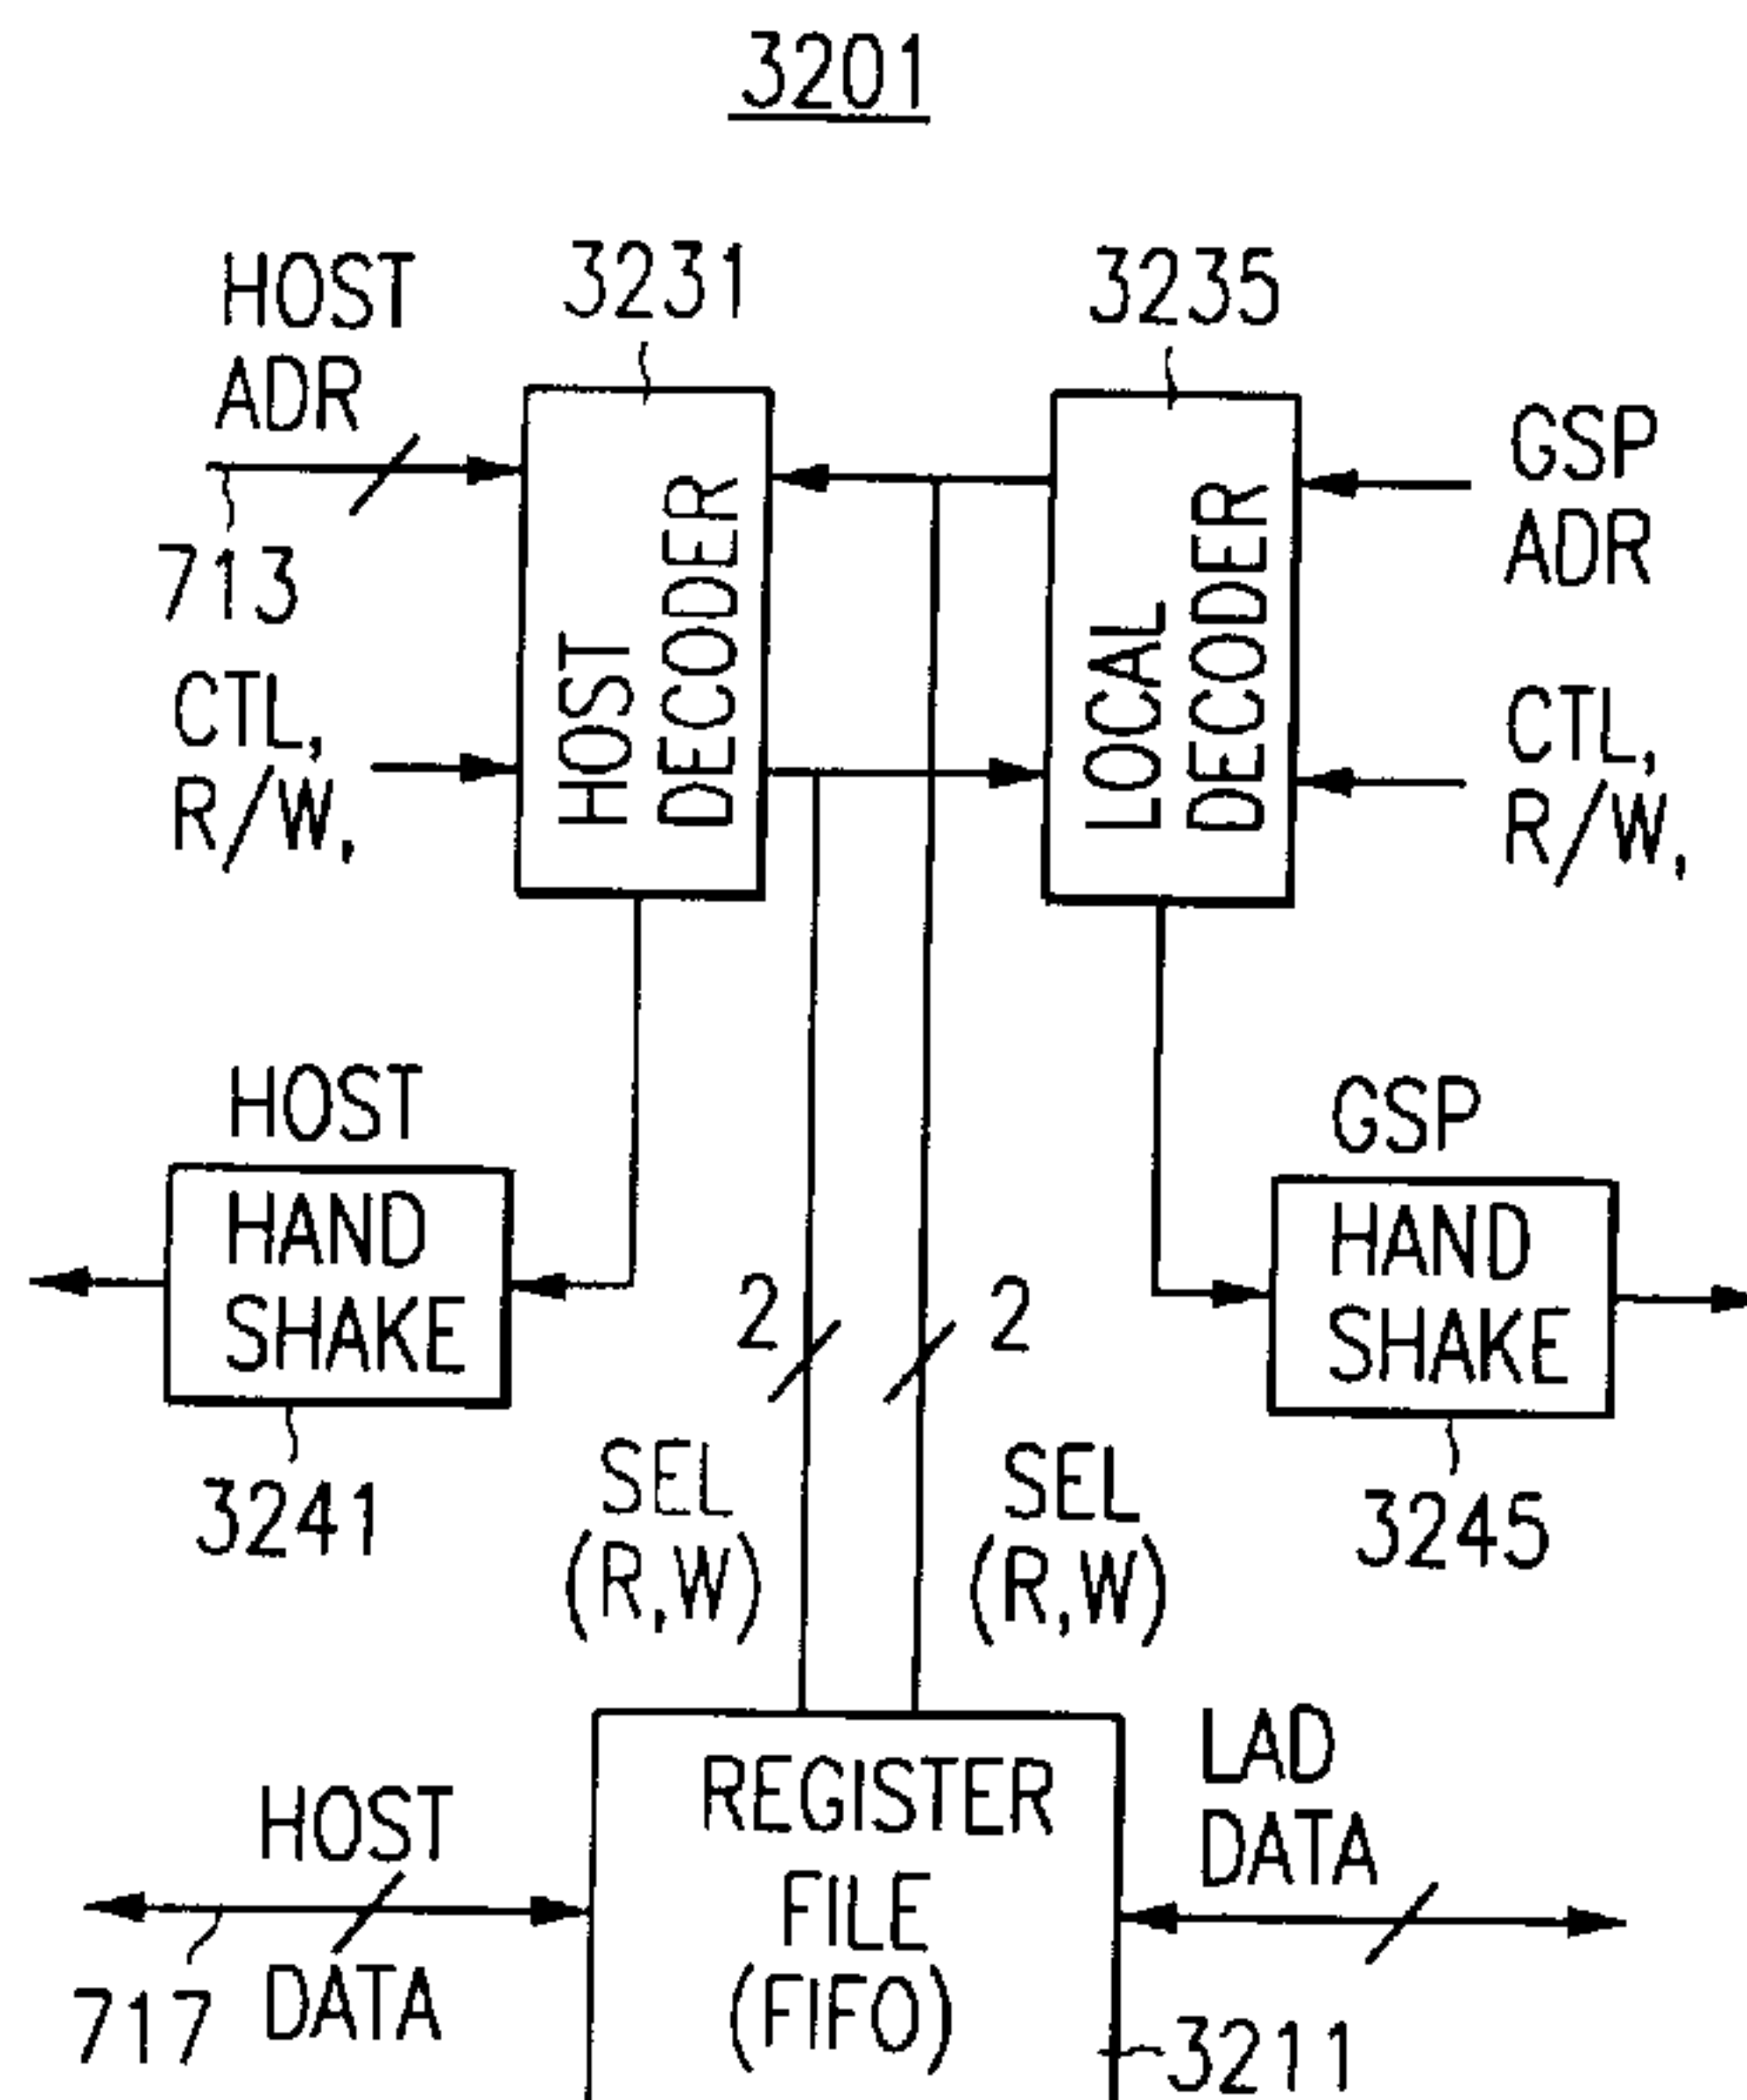 3201
HOST
ADR
3231
3235
GSP
ADR
713
HOST
DECODER
LOCAL
DECODER
CTL,
R/W,
CTL,
R/W,
HOST
HAND
SHAKE
GSP
HAND
SHAKE
2
2
3241
SEL
(R,W)
SEL
(R,W)
3245
HOST
DATA
717
REGISTER
FILE
(FIFO)
LAD
DATA
3211